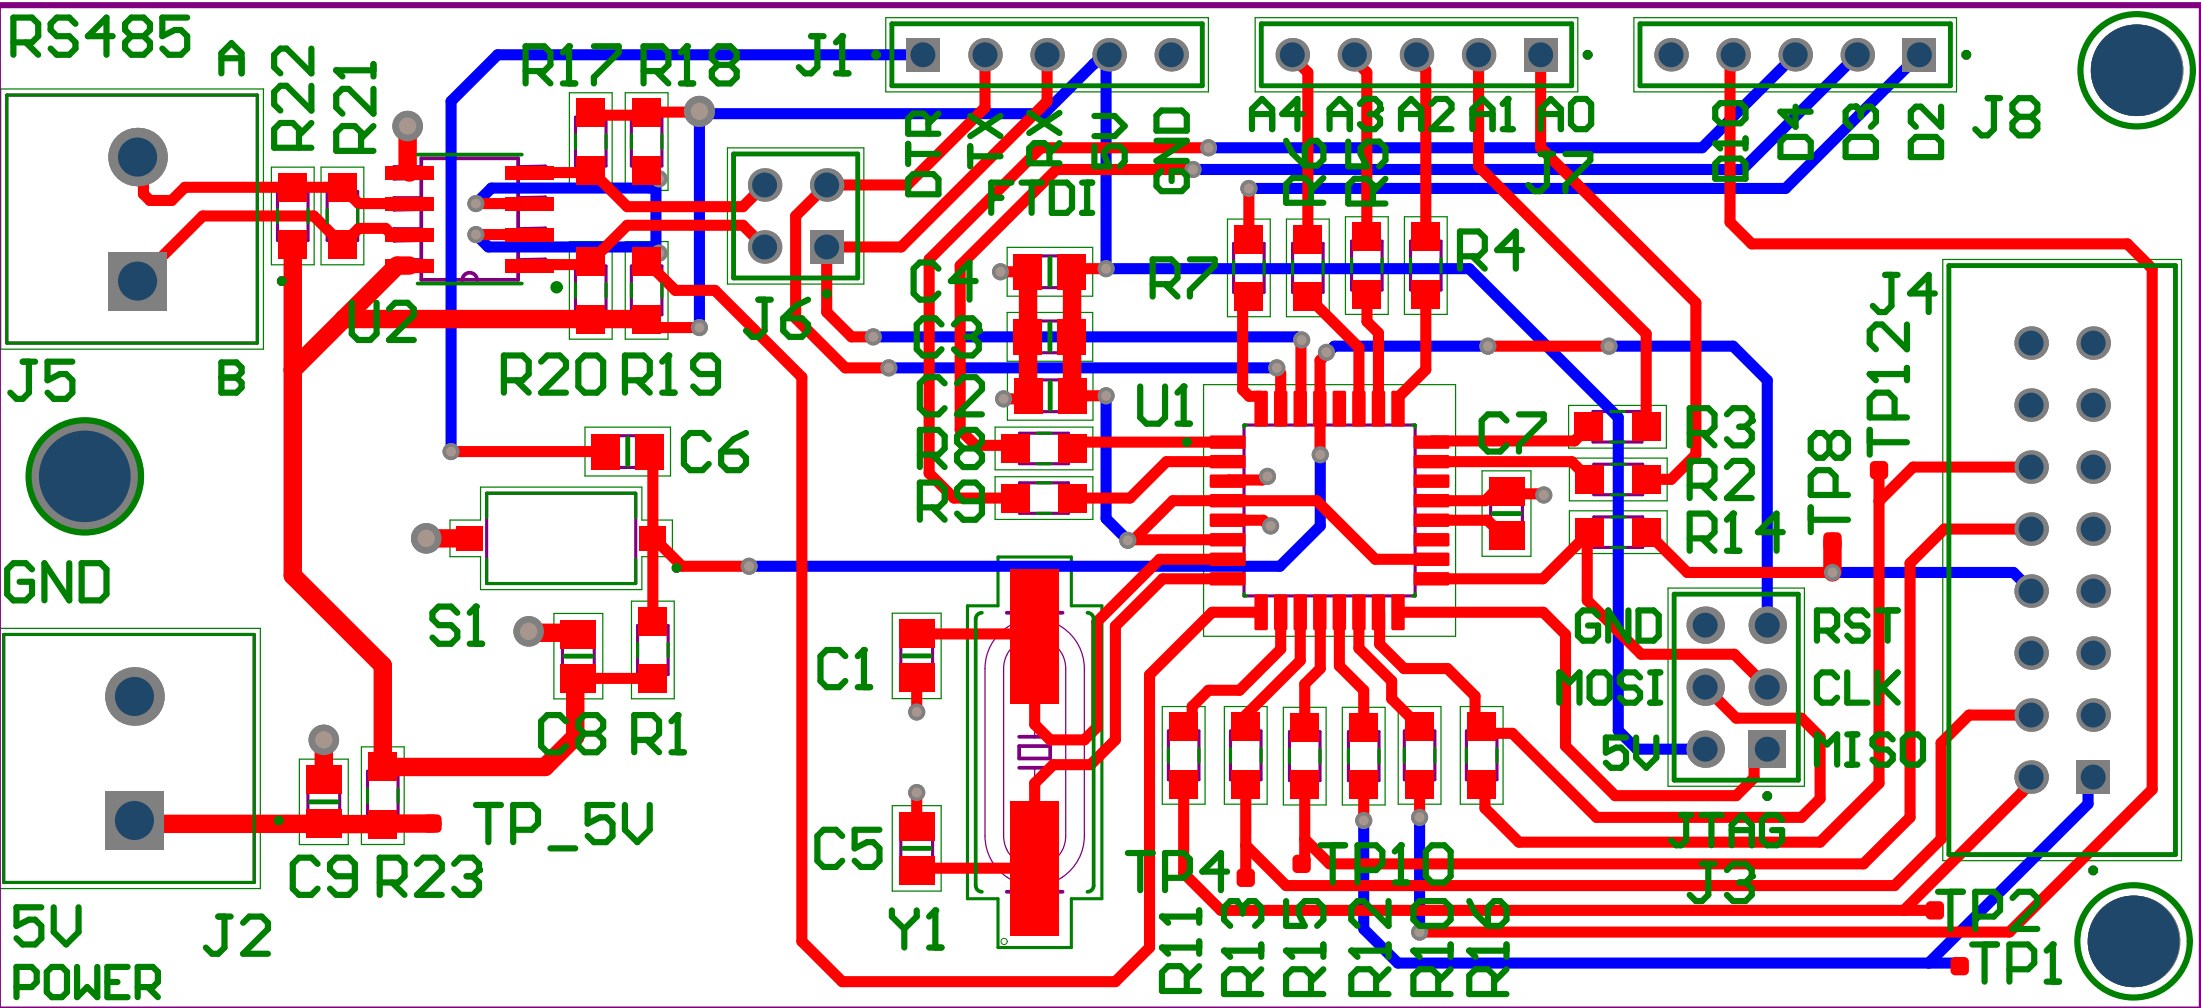 RS485
A
R22
R21
R17
R18
J1
DTR
TX
RX
5V
GND
FTDI
A4
A3
A2
A1
A0
J7
D10
D4
D3
D2
J8
R6
R5
R4
R7
U2
J6
C4
C3
C2
J5
B
R20
R19
U1
C7
R3
R2
R14
TP8
TP12
J4
C6
R8
R9
GND
S1
C1
C8
R1
GND
RST
MOSI
CLK
5V
MISO
JTAG
J3
TP_5V
C9
R23
C5
TP4
TP10
5V
J2
POWER
Y1
R11
R13
R15
R12
R10
R16
TP2
TP1